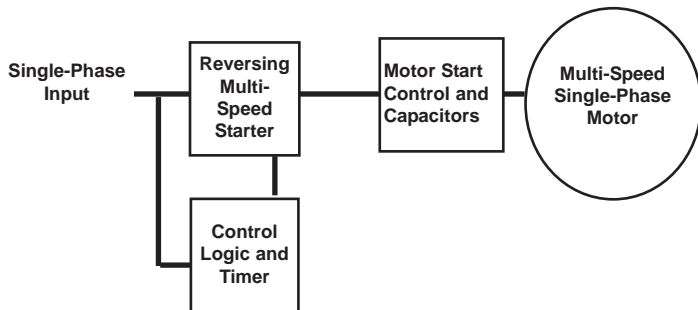 Single-Phase
Input
Reversing
Multi-
Speed
Starter
Motor Start
Control and
Capacitors
Multi-Speed
Single-Phase
Motor
Control
Logic and
Timer